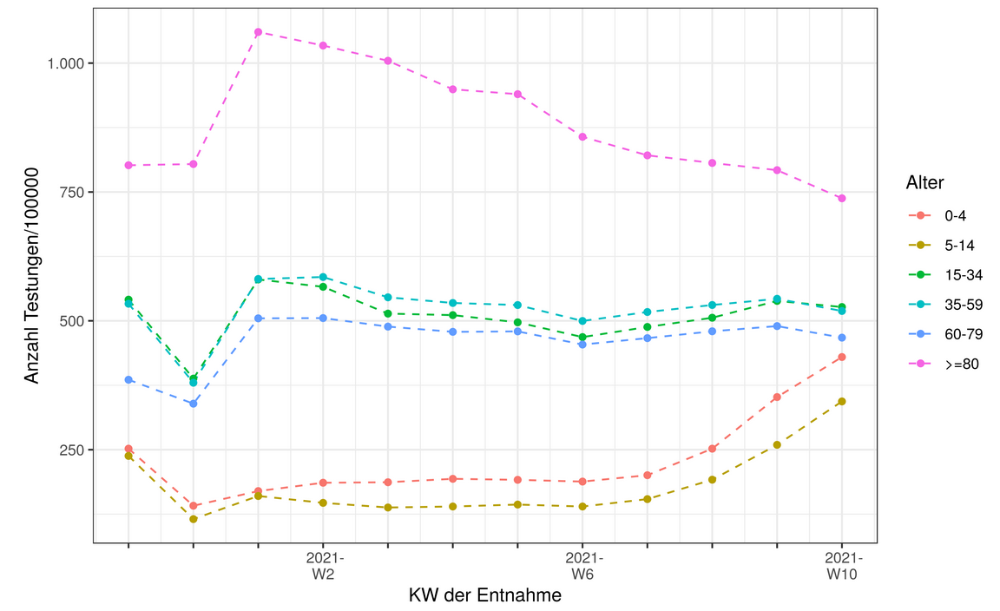 Anzahl Testungen/100000
1.000
750
500
250
2021-
W2
2021-
W6
2021-
W10
KW der Entnahme
Alter
0-4
5-14
15-34
35-59
60-79
>=80